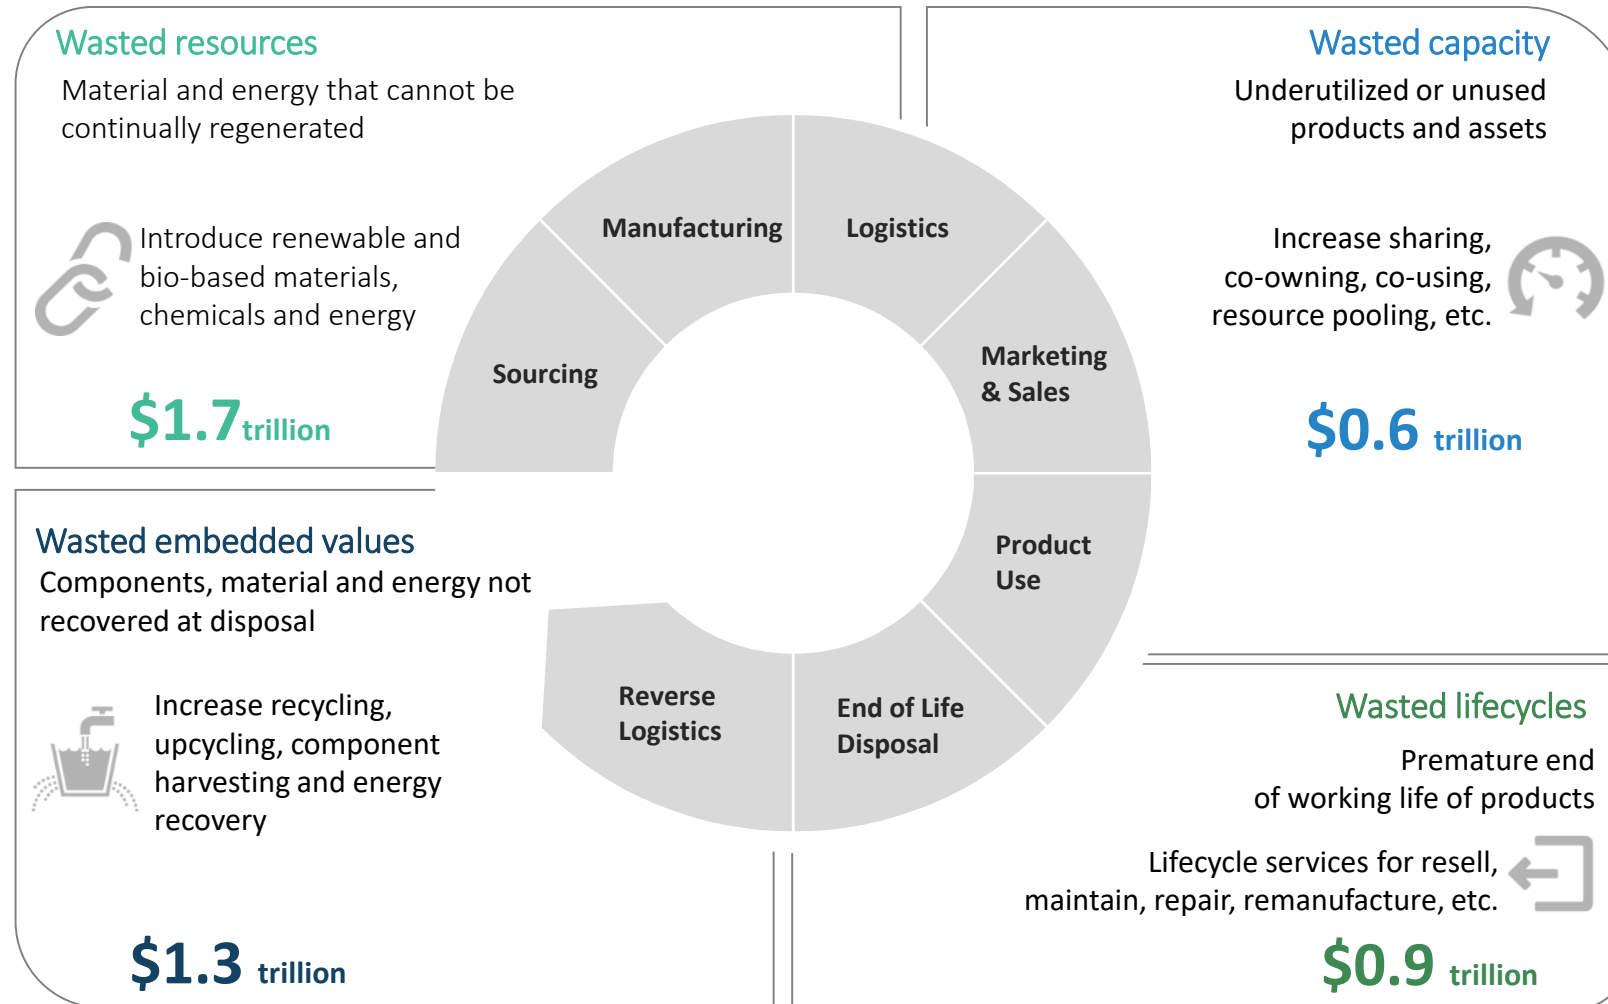 Wasted resources
Material and energy that cannot be
continually regenerated
Introduce renewable and
bio-based materials,
chemicals and energy
$1.7 trillion
Wasted capacity
Underutilized or unused
products and assets
Increase sharing,
co-owning, co-using,
resource pooling, etc.
$0.6 trillion
Manufacturing
Logistics
Sourcing
Marketing
& Sales
Product
Use
End of Life
Disposal
Reverse
Logistics
Wasted embedded values
Components, material and energy not
recovered at disposal
Increase recycling,
upcycling, component
harvesting and energy
recovery
$1.3 trillion
Wasted lifecycles
Premature end
of working life of products
Lifecycle services for resell,
maintain, repair, remanufacture, etc.
$0.9 trillion